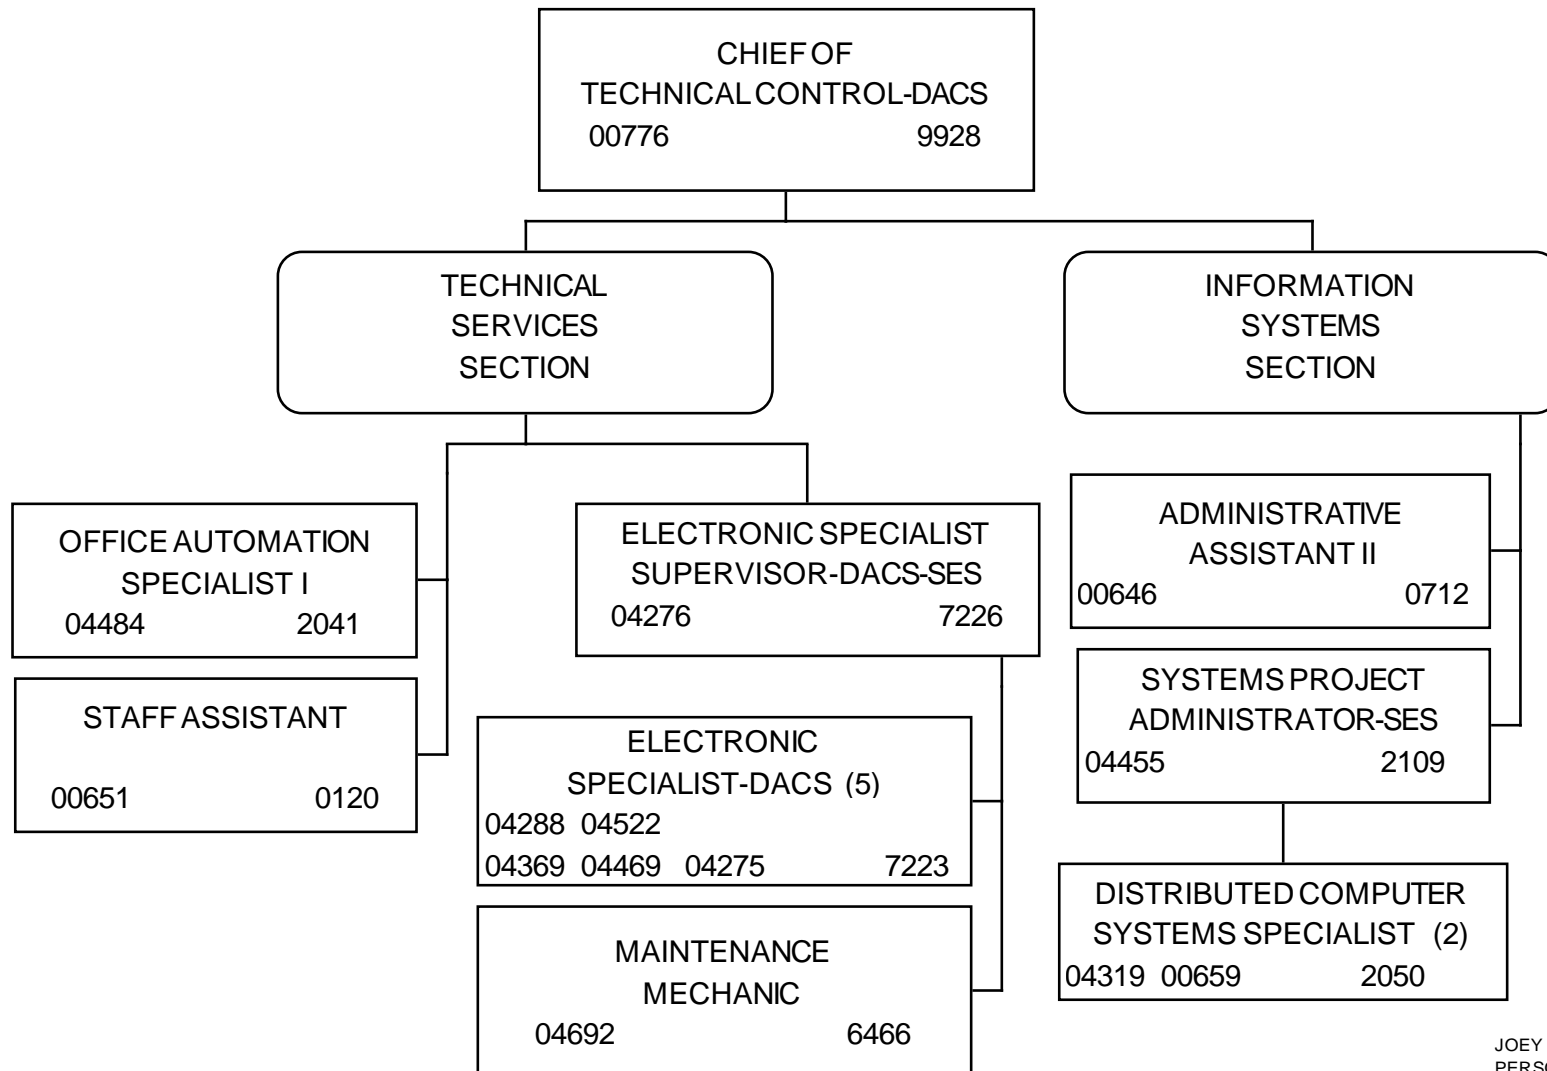 CHIEF OF
TECHNICAL CONTROL-DACS
00776 9928
TECHNICAL
SERVICES
SECTION
INFORMATION
SYSTEMS
SECTION
OFFICE AUTOMATION
SPECIALIST I
04484 2041
STAFF ASSISTANT
00651 0120
ELECTRONIC SPECIALIST
SUPERVISOR-DACS-SES
04276 7226
ELECTRONIC
SPECIALIST-DACS (5)
04288 04522
04369 04469 04275 7223
MAINTENANCE
MECHANIC
04692 6466
ADMINISTRATIVE
ASSISTANT II
00646 0712
SYSTEMS PROJECT
ADMINISTRATOR-SES
04455 2109
DISTRIBUTED COMPUTER
SYSTEMS SPECIALIST (2)
04319 00659 2050
JOEY